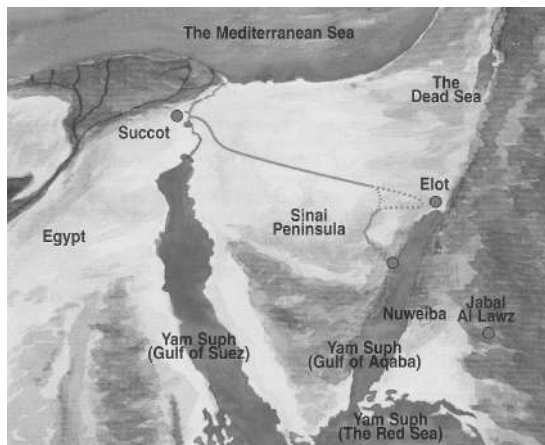 The Mediterranean Sea
The
Dead Sea
Succot
Elot
Sinai
Peninsula
Egypt
Nuweiba
Jabal
Al Lawz
Yam Suph
(Gulf of Suez)
Yam Suph
(Gulf of Aqaba)
Yam Suph
(The Red Sea)